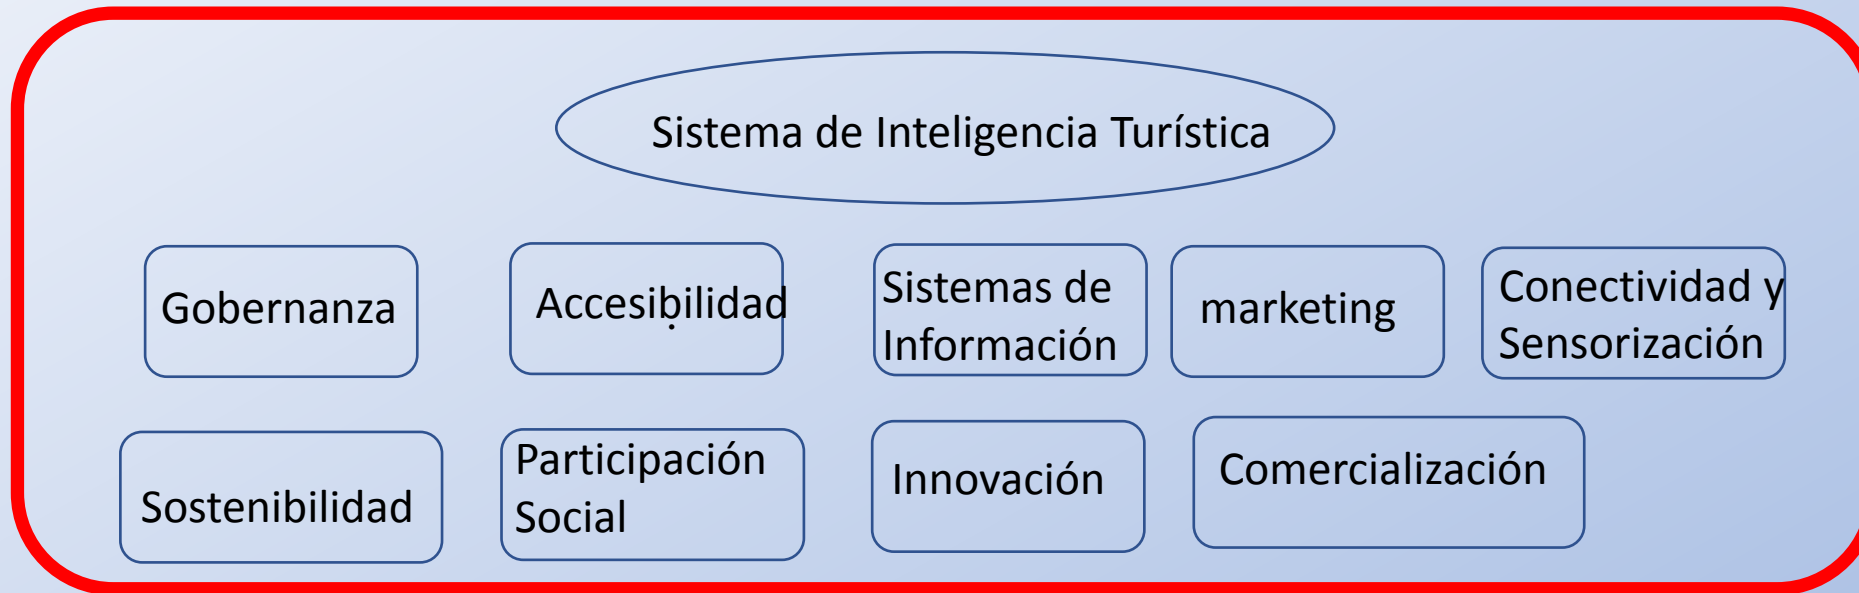 Sistema de Inteligencia Turística
Gobernanza
Accesibilidad
Sistemas de
Información
marketing
Conectividad y
Sensorización
Sostenibilidad
Participación
Social
Innovación
Comercialización